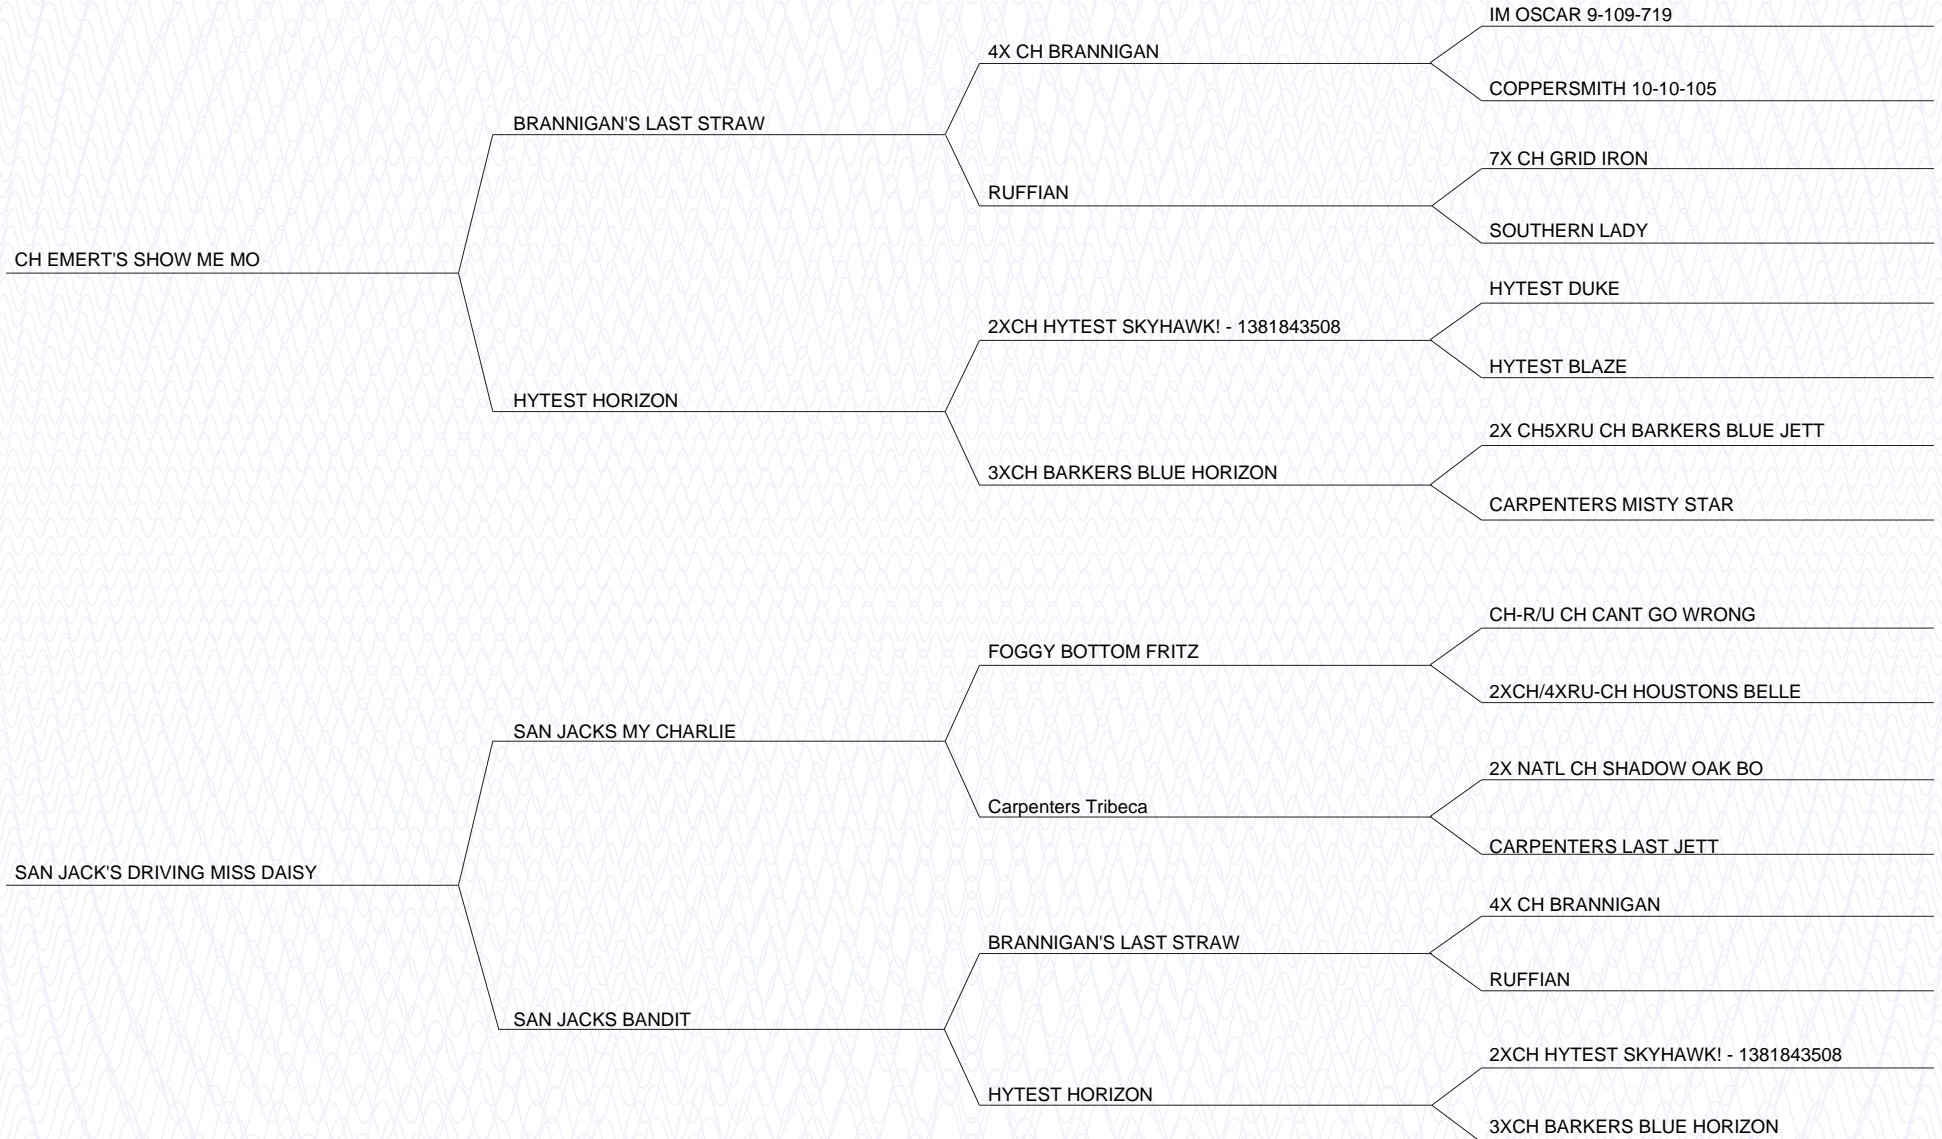 IM OSCAR 9-109-719
4X CH BRANNIGAN
COPPERSMITH 10-10-105
BRANNIGAN'S LAST STRAW
7X CH GRID IRON
RUFFIAN
SOUTHERN LADY
CH EMERT'S SHOW ME MO
HYTEST DUKE
2XCH HYTEST SKYHAWK! - 1381843508
HYTEST BLAZE
HYTEST HORIZON
2X CH5XRU CH BARKERS BLUE JETT
3XCH BARKERS BLUE HORIZON
CARPENTERS MISTY STAR
CH-R/U CH CANT GO WRONG
FOGGY BOTTOM FRITZ
2XCH/4XRU-CH HOUSTONS BELLE
SAN JACKS MY CHARLIE
2X NATL CH SHADOW OAK BO
Carpenters Tribeca
CARPENTERS LAST JETT
SAN JACK'S DRIVING MISS DAISY
4X CH BRANNIGAN
BRANNIGAN'S LAST STRAW
RUFFIAN
SAN JACKS BANDIT
2XCH HYTEST SKYHAWK! - 1381843508
HYTEST HORIZON
3XCH BARKERS BLUE HORIZON